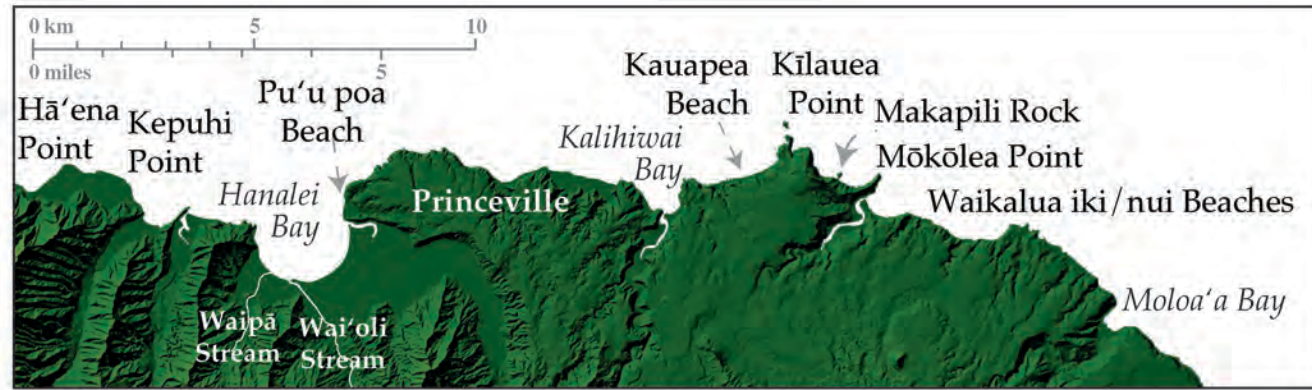 0 km 5 10
0 miles 5
Hāʻena
Point
Kepuhi
Point
Puʻu poa
Beach
Hanalei
Bay
Princeville
Kalihiwai
Bay
Kauapea
Beach
Kīlauea
Point
Makapili Rock
Mōkōlea Point
Waikalua iki/nui Beaches
Moloaʻa Bay
Waipā
Stream
Waiʻoli
Stream